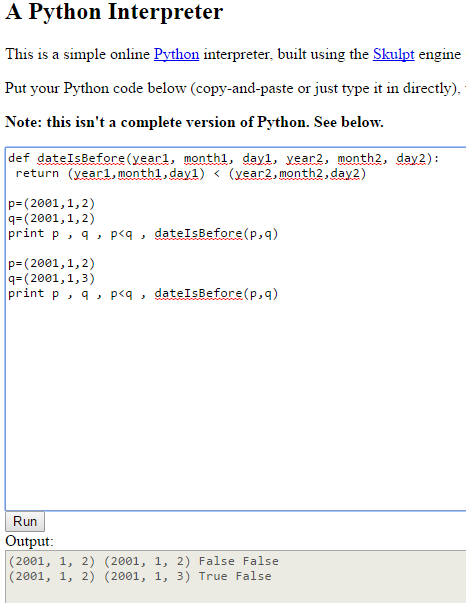 A Python Interpreter
This is a simple online Python interpreter, built using the Skulpt engine
Put your Python code below (copy-and-paste or just type it in directly),
Note: this isn't a complete version of Python. See below.
def dateIsBefore(year1, month1, day1, year2, month2, day2):
 return (year1,month1,day1) < (year2,month2,day2)
p=(2001,1,2)
q=(2001,1,2)
print p , q , p<q , dateIsBefore(p,q)
p=(2001,1,2)
q=(2001,1,3)
print p , q , p<q , dateIsBefore(p,q)
Run
Output:
(2001, 1, 2) (2001, 1, 2) False False
(2001, 1, 2) (2001, 1, 3) True False